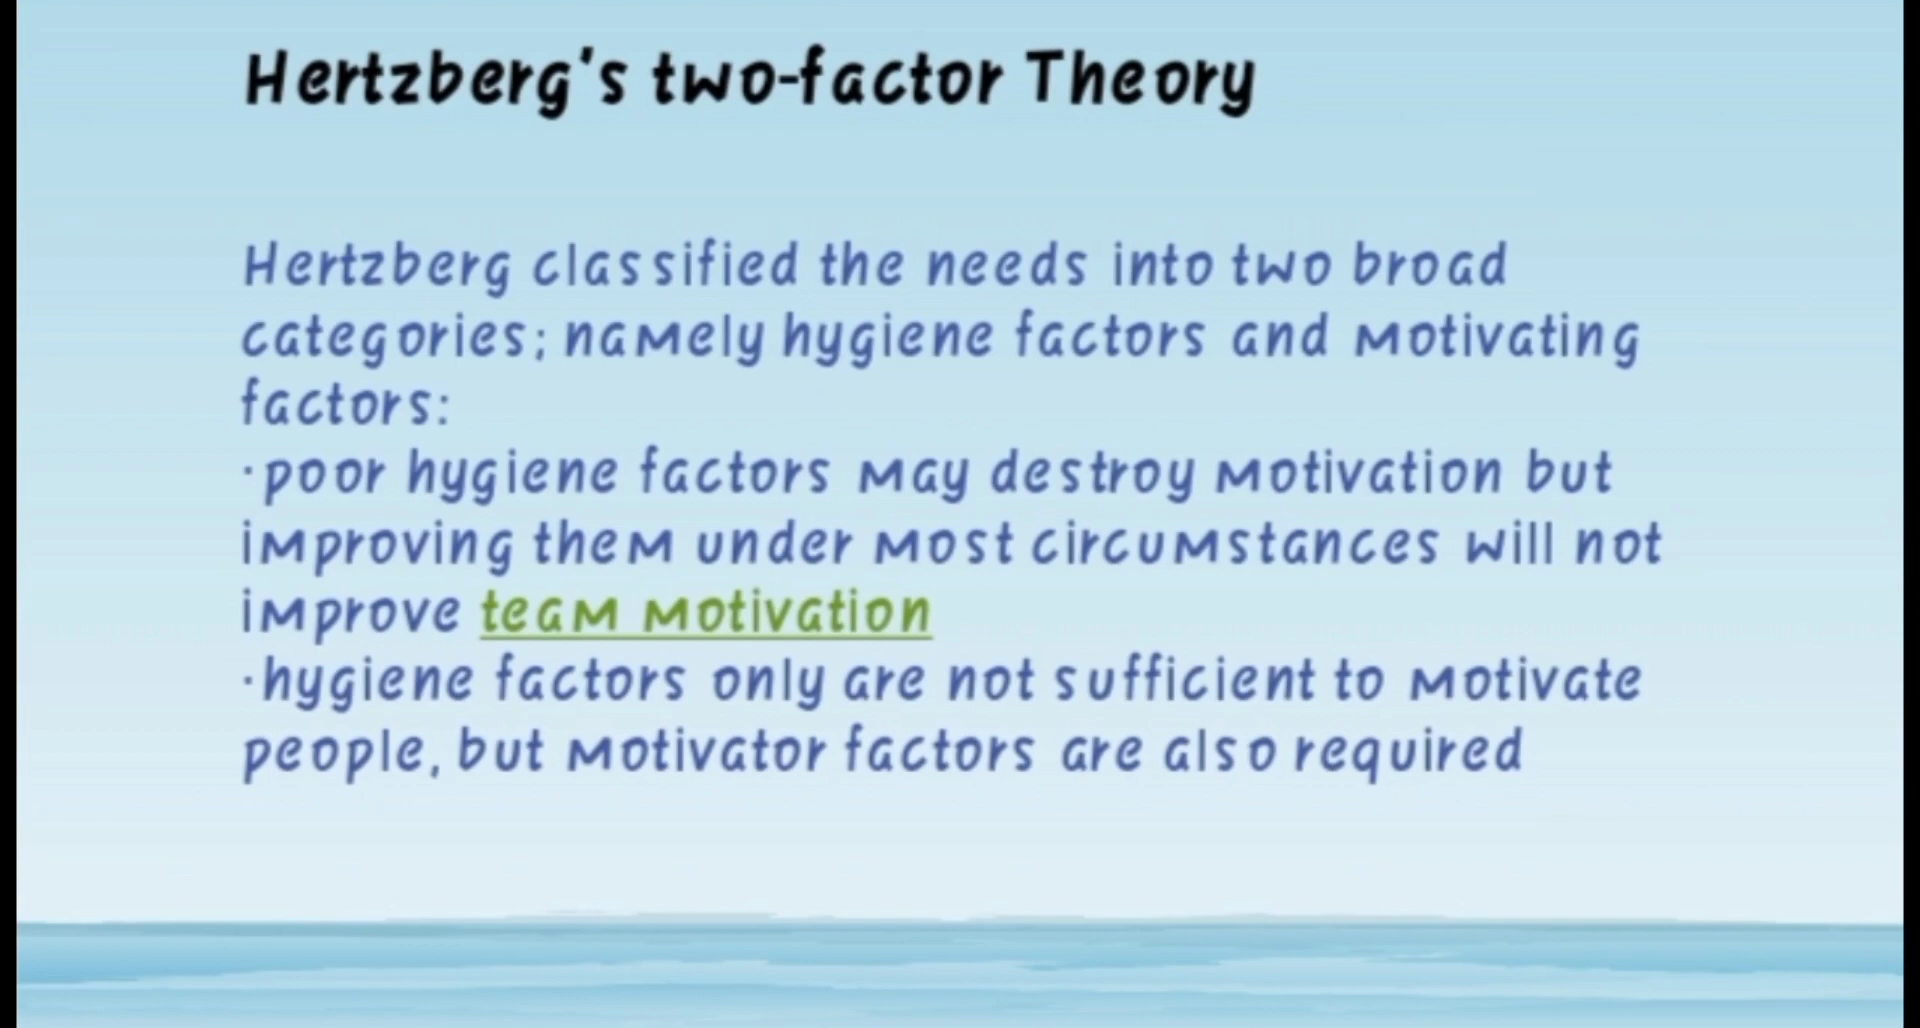 Hertzberg's two-factor Theory
Hertzberg classified the needs into two broad
categories; namely hygiene factors and motivating
factors:
·poor hygiene factors may destroy motivation but
improving them under most circumstances will not
improve team motivation
·hygiene factors only are not sufficient to motivate
people, but motivator factors are also required